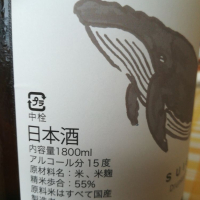 中栓
日本酒
内容量1800ml
アルコール分15度
原材料名:米、米麹
精米歩合:55%
原料米はすべて国産
su